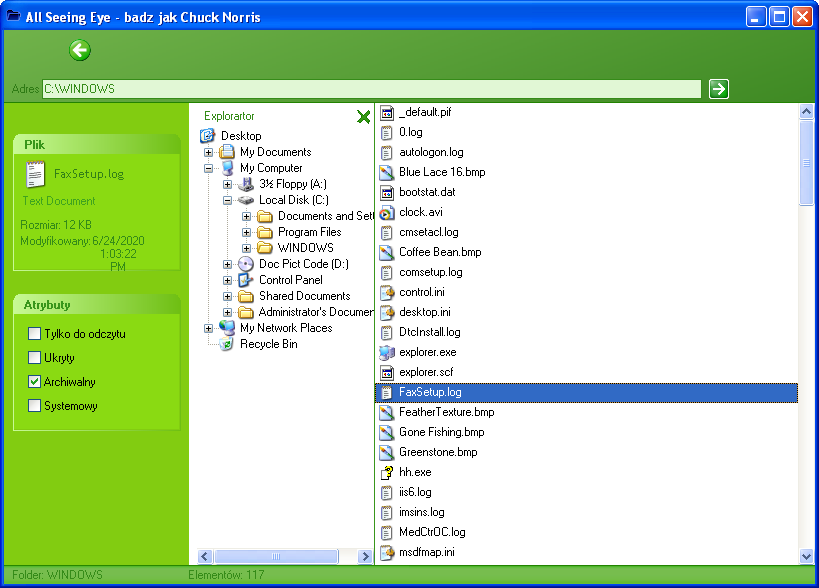 All Seeing Eye - badz jak Chuck Norris
Adres C:\WINDOWS
Plik
FaxSetup.log
Text Document
Rozmiar: 12 KB
Modyfikowany: 6/24/2020
1:03:22
PM
Atrybuty
Tylko do odczytu
Ukryty
Archiwalny
Systemowy
Explorartor
Desktop
My Documents
My Computer
3½ Floppy (A:)
Local Disk (C:)
Documents and Sett
Program Files
WINDOWS
Doc Pict Code (D:)
Control Panel
Shared Documents
Administrator's Documen
My Network Places
Recycle Bin
_default.pif
0.log
autologon.log
Blue Lace 16.bmp
bootstat.dat
clock.avi
cmsetacl.log
Coffee Bean.bmp
comsetup.log
control.ini
desktop.ini
DtcInstall.log
explorer.exe
explorer.scf
FaxSetup.log
FeatherTexture.bmp
Gone Fishing.bmp
Greenstone.bmp
hh.exe
iis6.log
imsins.log
MedCtrOC.log
msdfmap.ini
Folder: WINDOWS
Elementów: 117